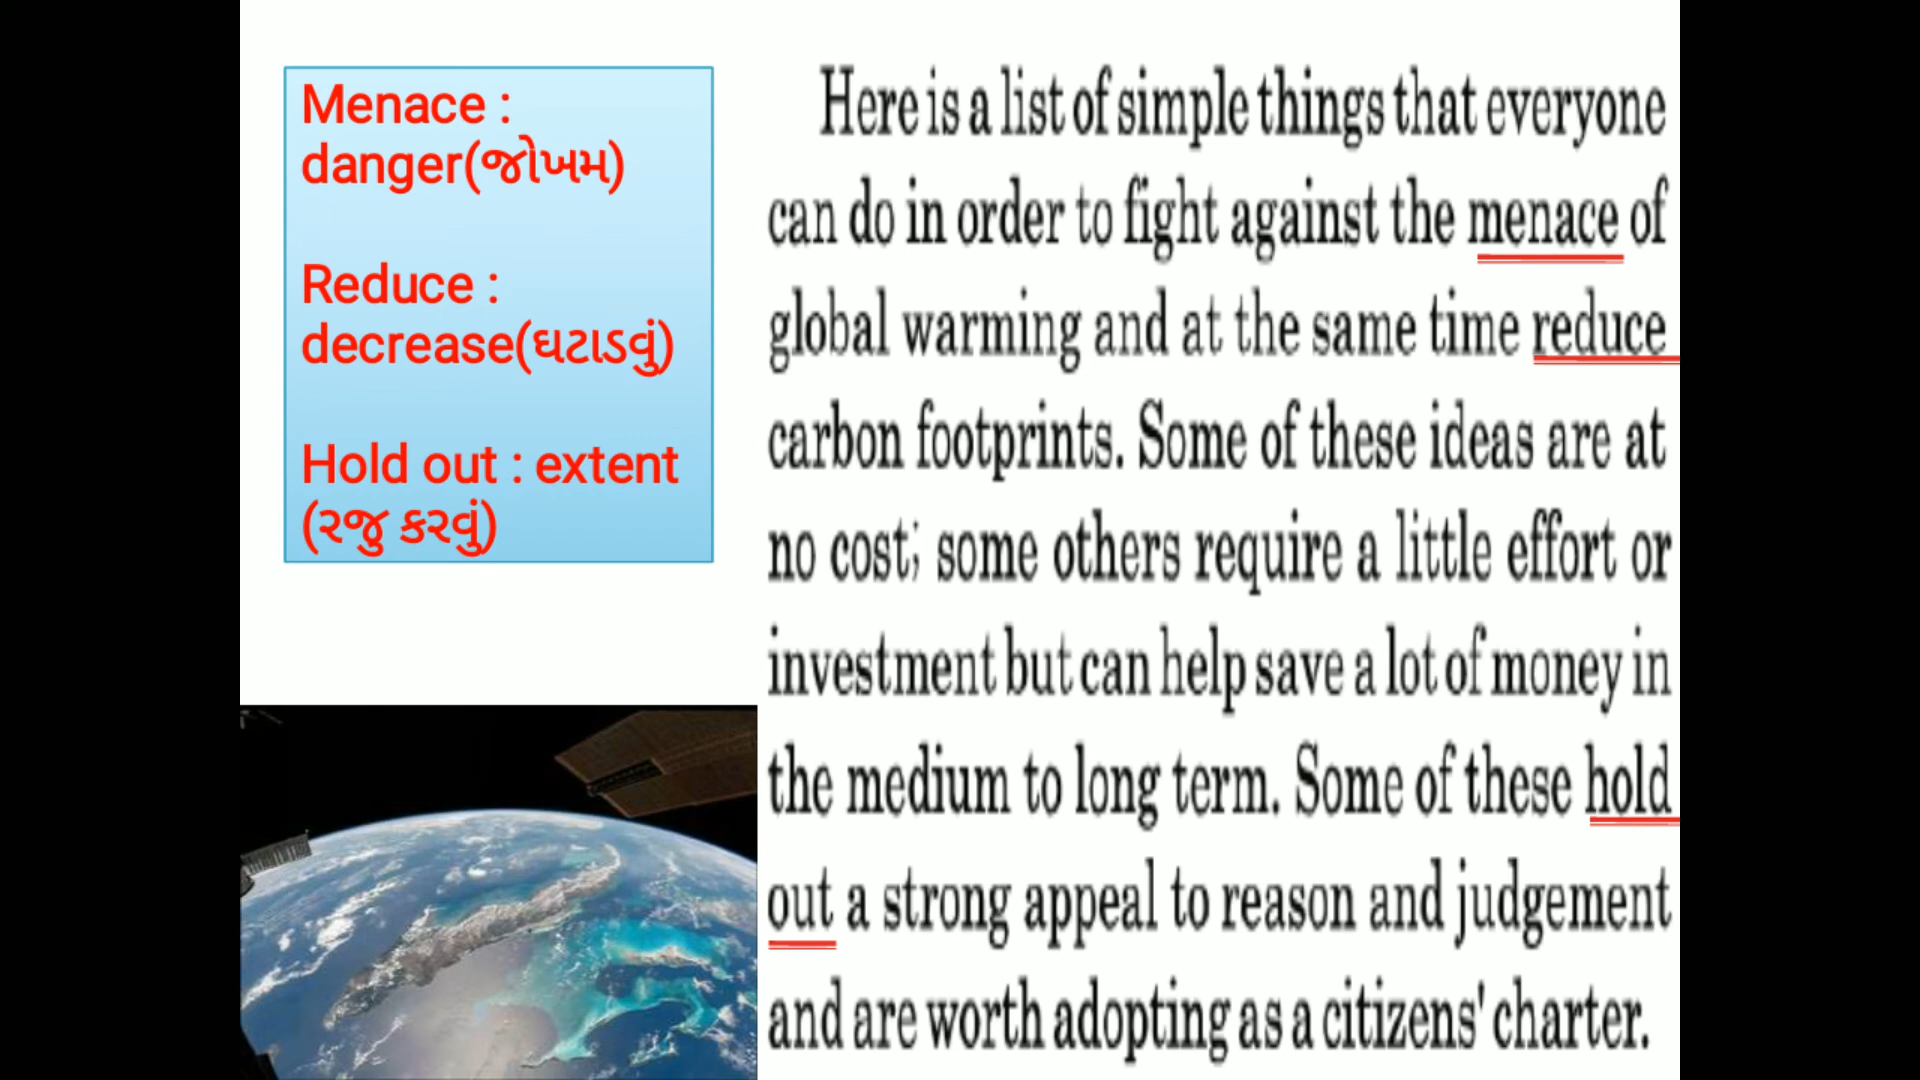 Menace :
danger(જોખમ)
Reduce :
decrease(ઘટાડવું)
Hold out : extent
(રજુ કરવું)
Here is a list of simple things that everyone
can do in order to fight against the menace of
global warming and at the same time reduce
carbon footprints. Some of these ideas are at
no cost; some others require a little effort or
investment but can help save a lot of money in
the medium to long term. Some of these hold
out a strong appeal to reason and judgement
and are worth adopting as a citizens' charter.